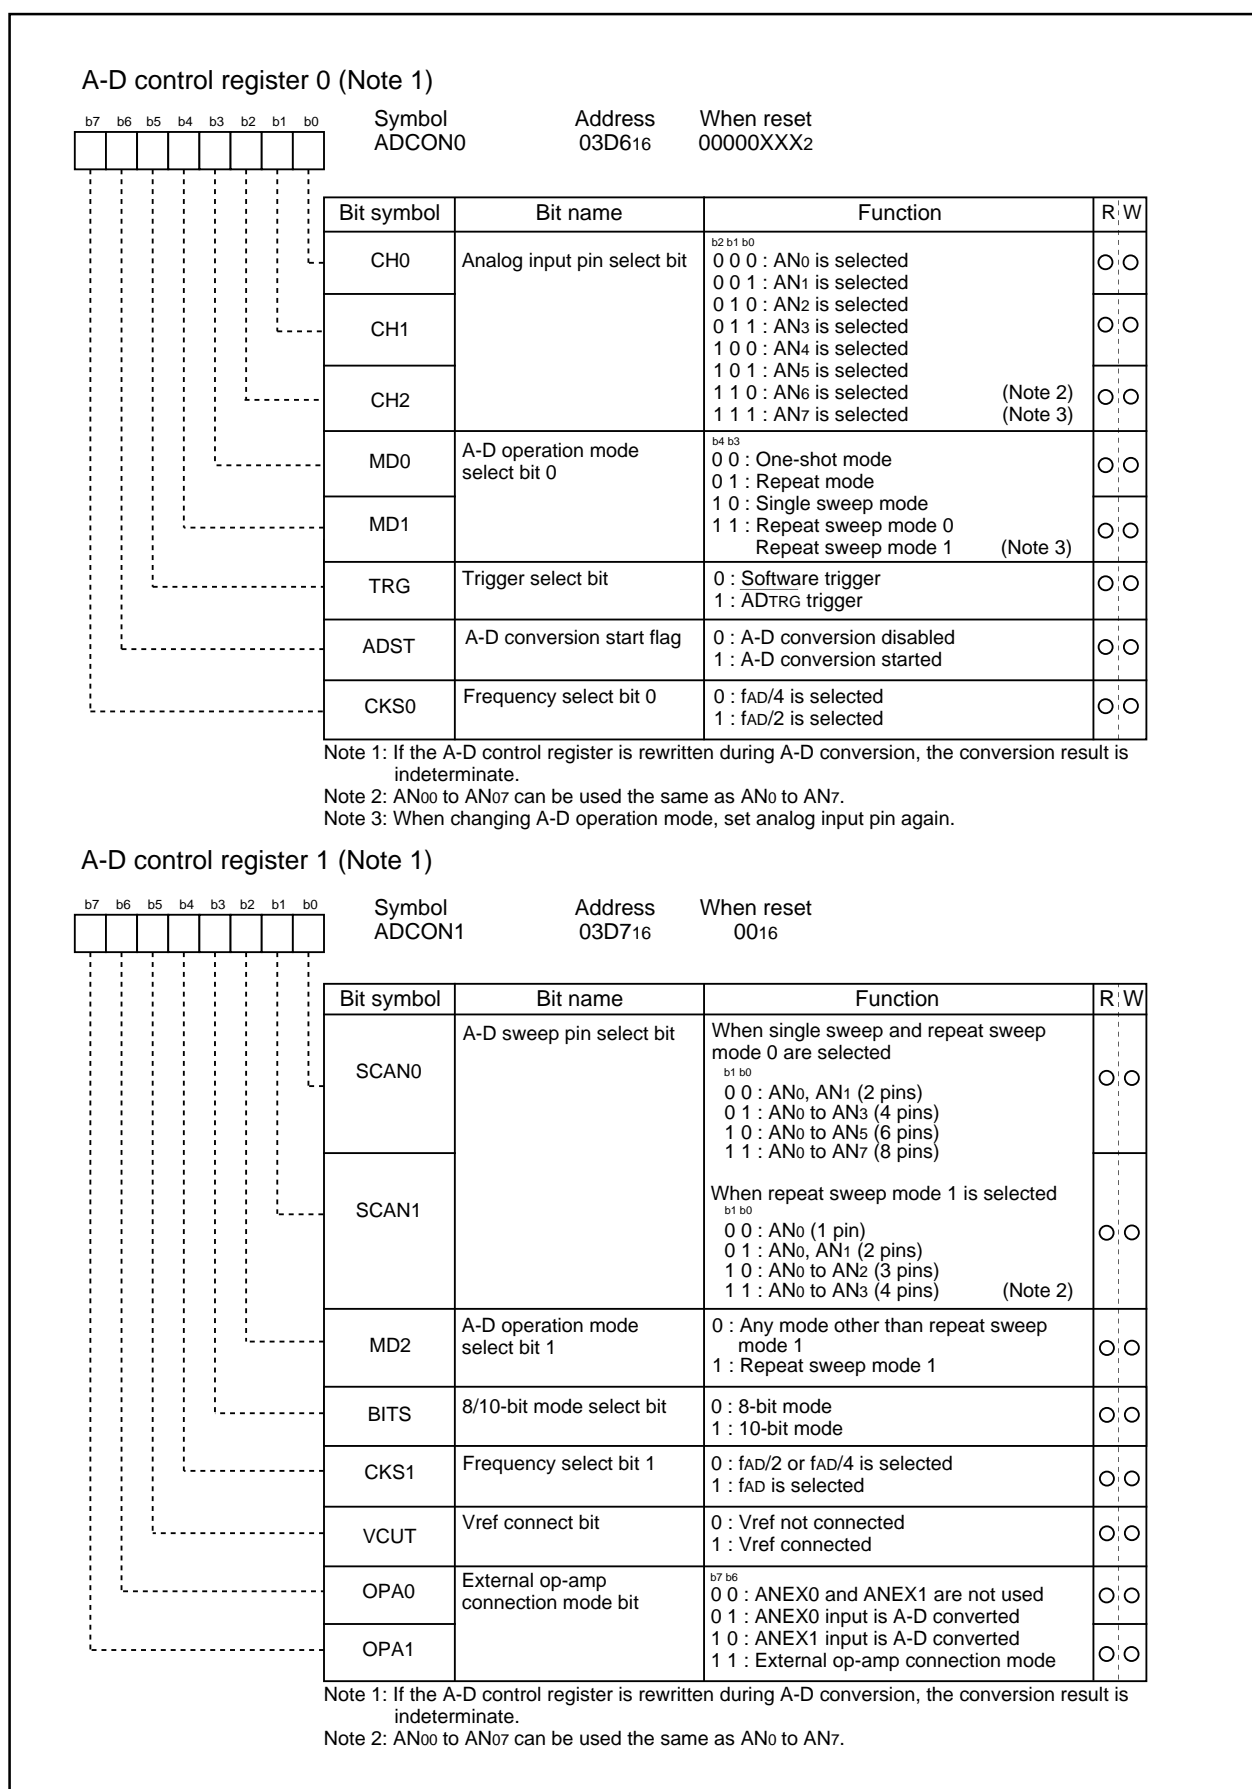 A-D control register 0 (Note 1)
b7 b6 b5 b4 b3 b2 b1 b0
Symbol Address When reset
ADCON0 03D616 00000XXX2
Bit symbol Bit name Function R W
CH0 Analog input pin select bit
b2 b1 b0
0 0 0 : AN0 is selected
0 0 1 : AN1 is selected
0 1 0 : AN2 is selected
CH1
0 1 1 : AN3 is selected
1 0 0 : AN4 is selected
1 0 1 : AN5 is selected
CH2
1 1 0 : AN6 is selected (Note 2)
1 1 1 : AN7 is selected (Note 3)
MD0 A-D operation mode
select bit 0
b4 b3
0 0 : One-shot mode
0 1 : Repeat mode
1 0 : Single sweep mode
MD1
1 1 : Repeat sweep mode 0
Repeat sweep mode 1 (Note 3)
TRG Trigger select bit
0 : Software trigger
1 : ADTRG trigger
ADST A-D conversion start flag
0 : A-D conversion disabled
1 : A-D conversion started
CKS0 Frequency select bit 0
0 : fAD/4 is selected
1 : fAD/2 is selected
Note 1: If the A-D control register is rewritten during A-D conversion, the conversion result is
indeterminate.
Note 2: AN00 to AN07 can be used the same as AN0 to AN7.
Note 3: When changing A-D operation mode, set analog input pin again.
A-D control register 1 (Note 1)
b7 b6 b5 b4 b3 b2 b1 b0
Symbol Address When reset
ADCON1 03D716 0016
Bit symbol Bit name Function R W
SCAN0 A-D sweep pin select bit
When single sweep and repeat sweep
mode 0 are selected
b1 b0
0 0 : AN0, AN1 (2 pins)
0 1 : AN0 to AN3 (4 pins)
1 0 : AN0 to AN5 (6 pins)
1 1 : AN0 to AN7 (8 pins)
SCAN1
When repeat sweep mode 1 is selected
b1 b0
0 0 : AN0 (1 pin)
0 1 : AN0, AN1 (2 pins)
1 0 : AN0 to AN2 (3 pins)
1 1 : AN0 to AN3 (4 pins) (Note 2)
MD2 A-D operation mode
select bit 1
0 : Any mode other than repeat sweep
mode 1
1 : Repeat sweep mode 1
BITS 8/10-bit mode select bit
0 : 8-bit mode
1 : 10-bit mode
CKS1 Frequency select bit 1
0 : fAD/2 or fAD/4 is selected
1 : fAD is selected
VCUT Vref connect bit
0 : Vref not connected
1 : Vref connected
OPA0 External op-amp
connection mode bit
b7 b6
0 0 : ANEX0 and ANEX1 are not used
0 1 : ANEX0 input is A-D converted
OPA1
1 0 : ANEX1 input is A-D converted
1 1 : External op-amp connection mode
Note 1: If the A-D control register is rewritten during A-D conversion, the conversion result is
indeterminate.
Note 2: AN00 to AN07 can be used the same as AN0 to AN7.